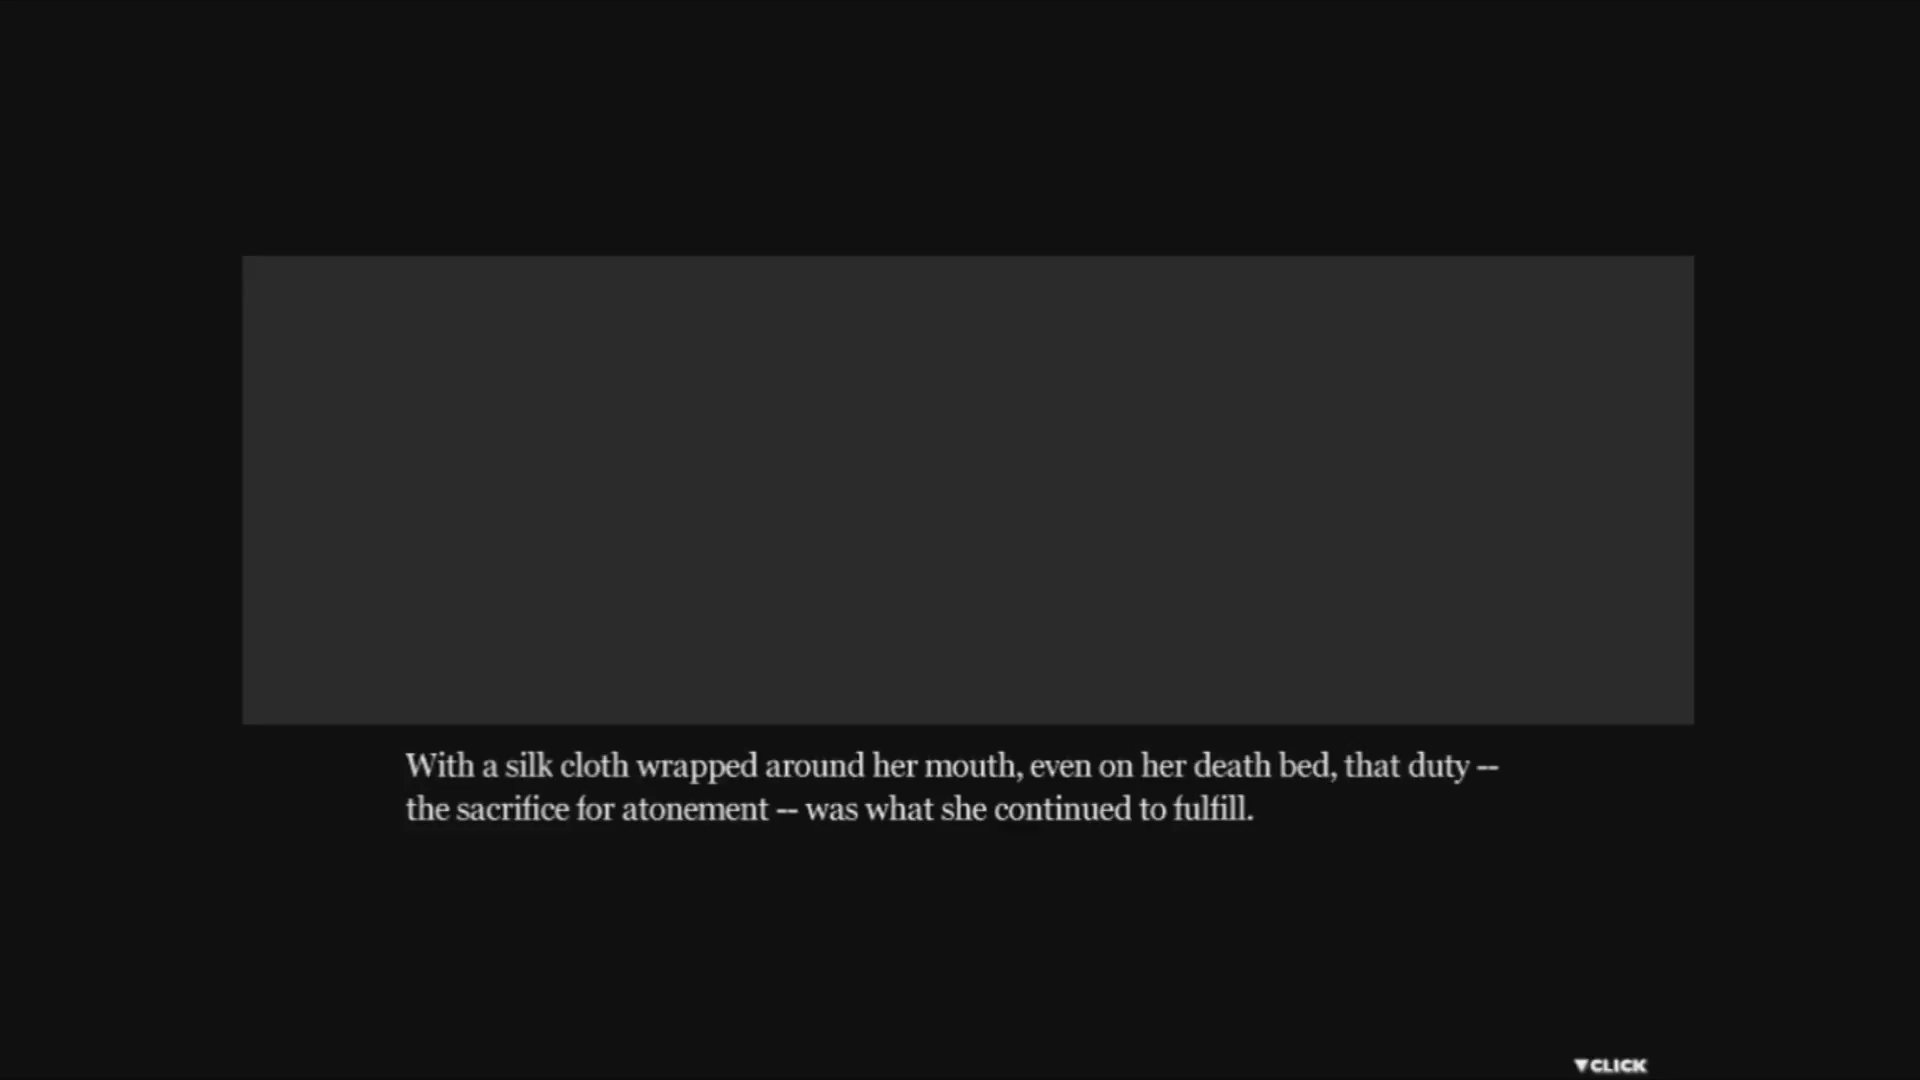 With a silk cloth wrapped around her mouth, even on her death bed, that duty --
the sacrifice for atonement -- was what she continued to fulfill.
▼CLICK